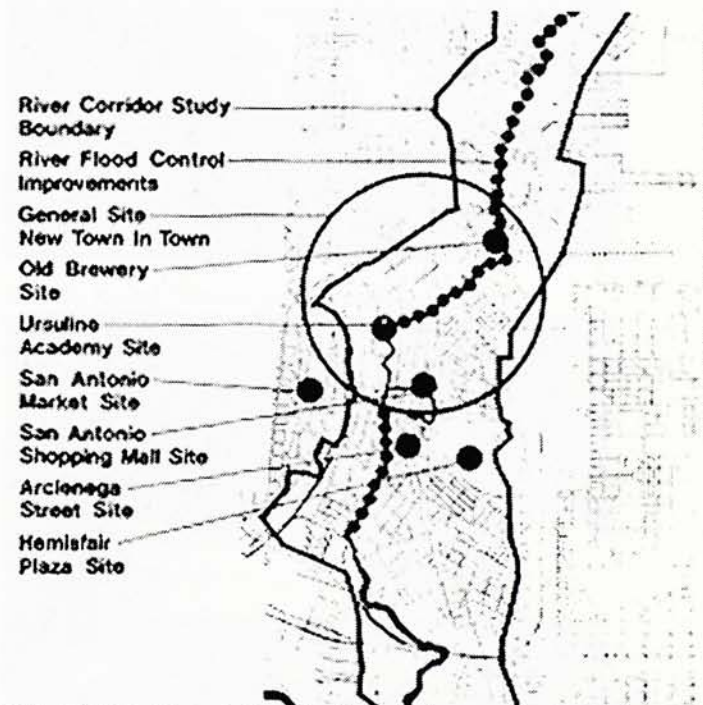 River Corridor Study
Boundary
River Flood Control
Improvements
General Site
New Town In Town
Old Brewery
Site
Ursuline
Academy Site
San Antonio
Market Site
San Antonio
Shopping Mall Site
Arcienega
Street Site
Hemisfair
Plaza Site